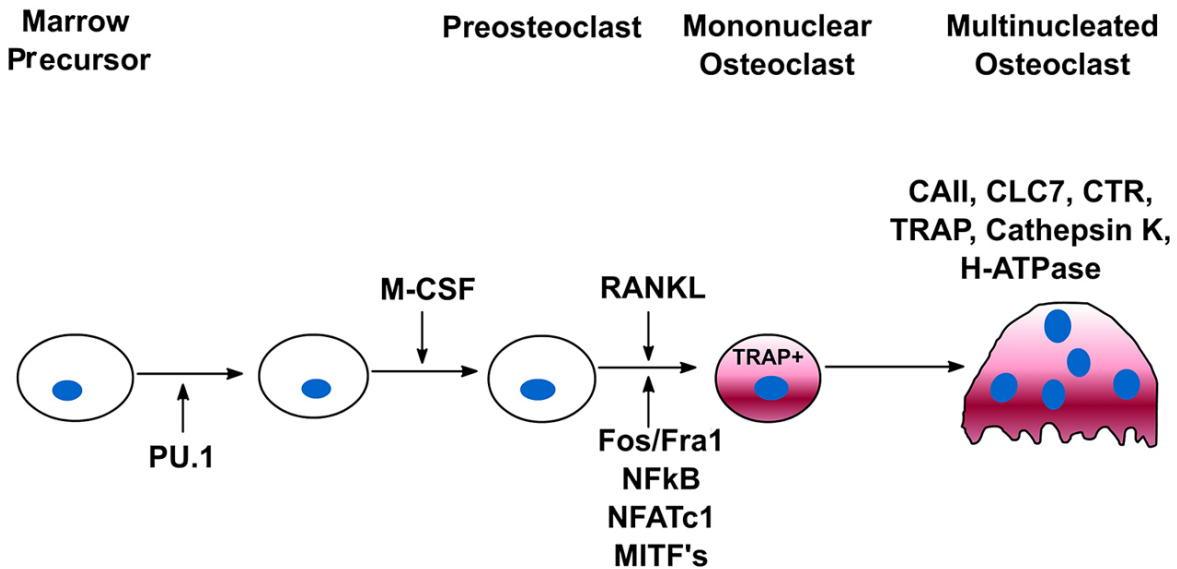 Marrow
Precursor
Preosteoclast
Mononuclear
Osteoclast
Multinucleated
Osteoclast
CAII, CLC7, CTR,
TRAP, Cathepsin K,
H-ATPase
M-CSF
RANKL
TRAP+
PU.1
Fos/Fra1
NFkB
NFATc1
MITF's